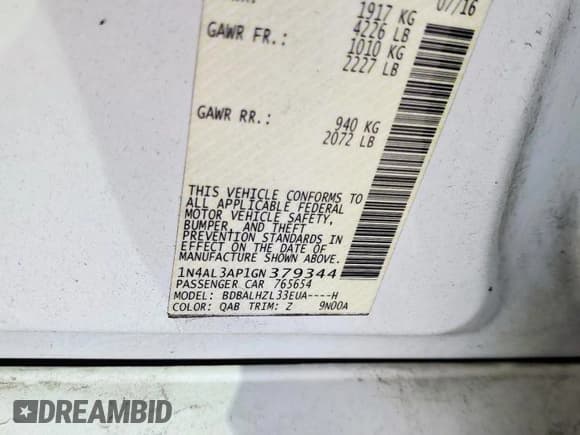 07/16
1917 KG
4226 LB
GAWR FR.: 1010 KG
2227 LB
GAWR RR.: 940 KG
2072 LB
THIS VEHICLE CONFORMS TO
ALL APPLICABLE FEDERAL
MOTOR VEHICLE SAFETY,
BUMPER, AND THEFT
PREVENTION STANDARDS IN
EFFECT ON THE DATE OF
MANUFACTURE SHOWN ABOVE.
1N4AL3AP1GN379344
PASSENGER CAR 765654
MODEL: BDBALHZL33EUA----H
COLOR: QAB TRIM: Z 9N00A
DREAMBID